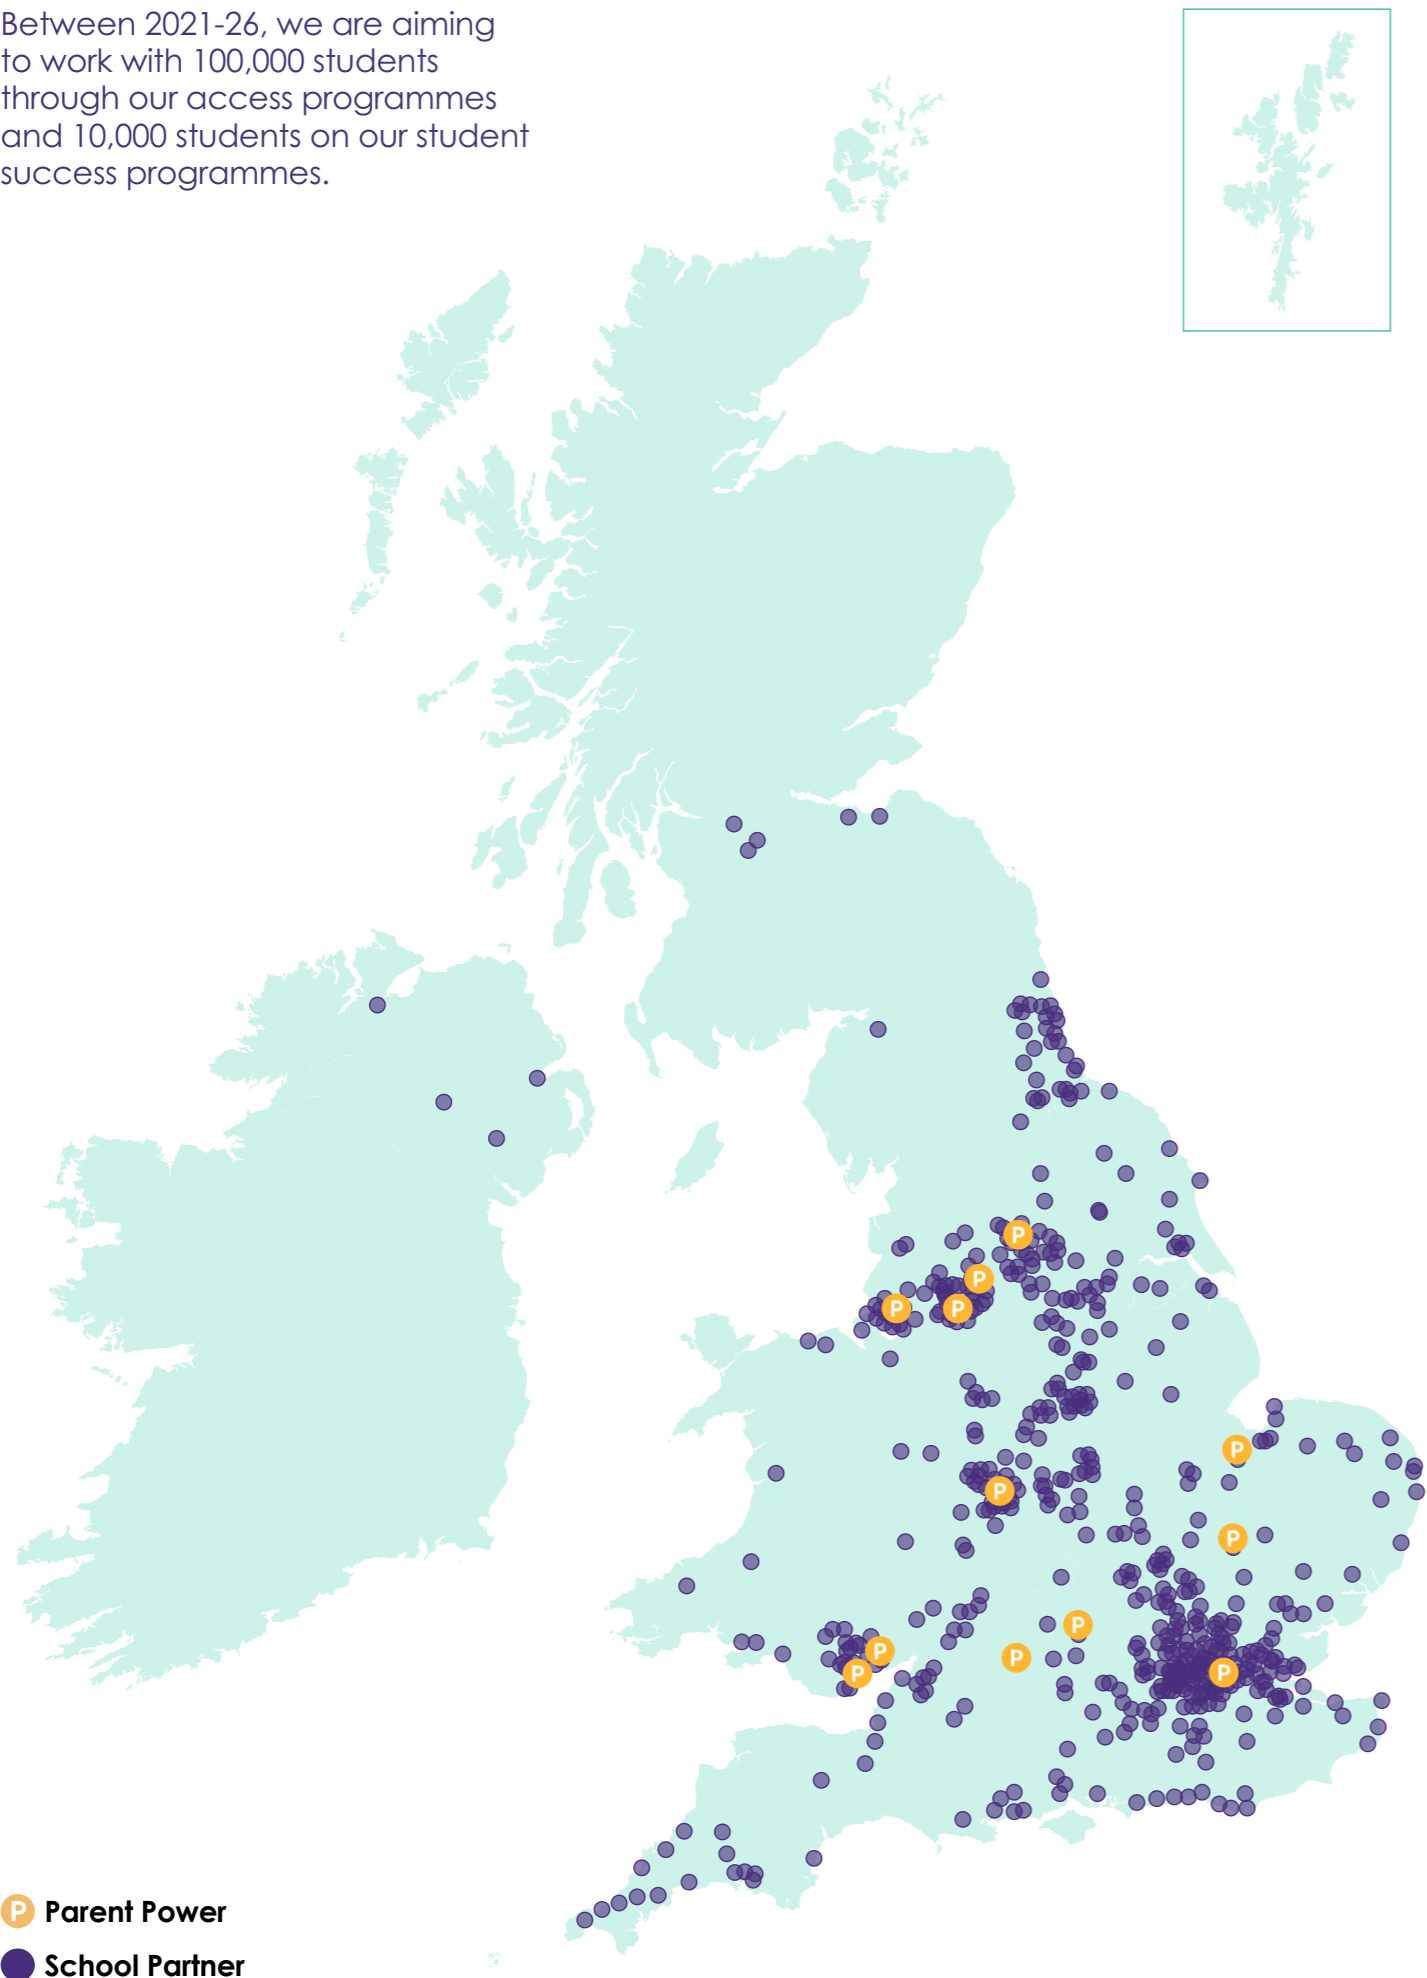 Between 2021-26, we are aiming
to work with 100,000 students
through our access programmes
and 10,000 students on our student
success programmes.
P
P
P
P
P
P
P
P
P
P
P
P
P Parent Power
School Partner